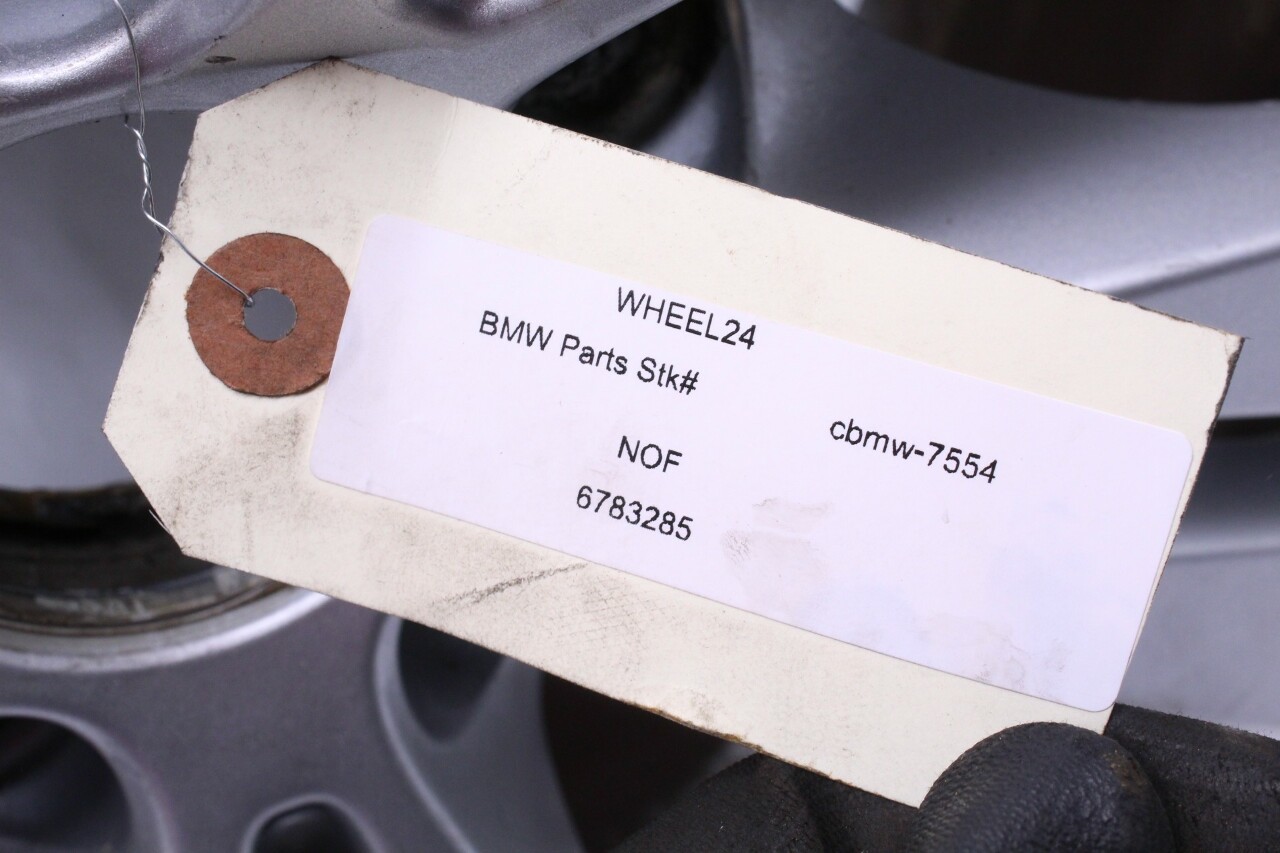 WHEEL24
BMW Parts Stk#
cbmw-7554
NOF
6783285